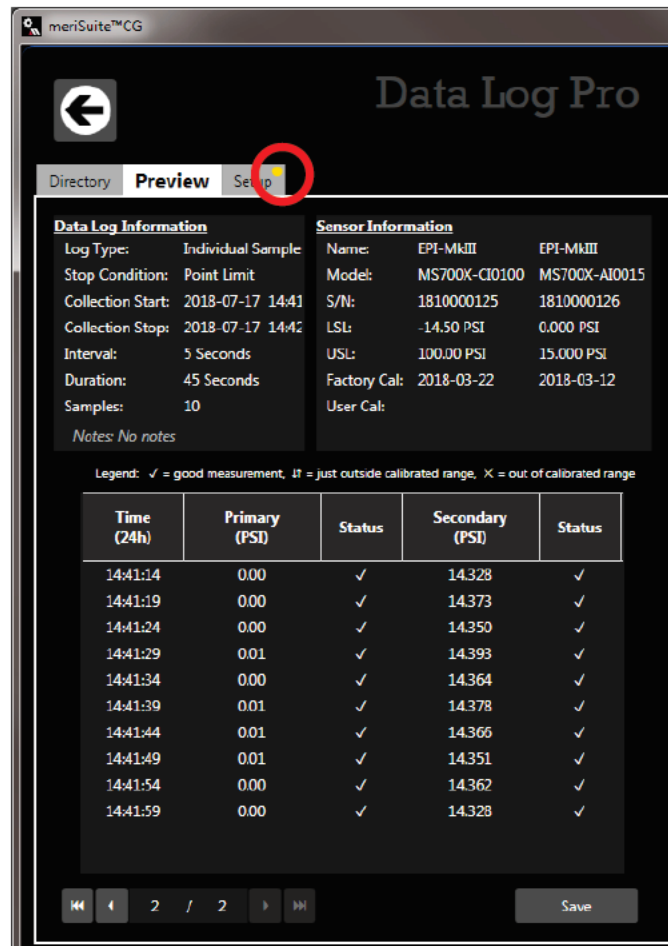 meriSuite™CG
Data Log Pro
Directory Preview Setup
Data Log Information
Log Type: Individual Sample
Stop Condition: Point Limit
Collection Start: 2018-07-17 14:41
Collection Stop: 2018-07-17 14:42
Interval: 5 Seconds
Duration: 45 Seconds
Samples: 10
Notes: No notes
Sensor Information
Name: EPI-MkIII EPI-MkIII
Model: MS700X-CI0100 MS700X-AI0015
S/N: 1810000125 1810000126
LSL: -14.50 PSI 0.000 PSI
USL: 100.00 PSI 15.000 PSI
Factory Cal: 2018-03-22 2018-03-12
User Cal:
Legend: ✓ = good measurement, ↓↑ = just outside calibrated range, ✕ = out of calibrated range
Time (24h) Primary (PSI) Status Secondary (PSI) Status
14:41:14 0.00 ✓ 14.328 ✓
14:41:19 0.00 ✓ 14.373 ✓
14:41:24 0.00 ✓ 14.350 ✓
14:41:29 0.01 ✓ 14.393 ✓
14:41:34 0.00 ✓ 14.364 ✓
14:41:39 0.01 ✓ 14.378 ✓
14:41:44 0.01 ✓ 14.366 ✓
14:41:49 0.01 ✓ 14.351 ✓
14:41:54 0.00 ✓ 14.362 ✓
14:41:59 0.00 ✓ 14.328 ✓
2 / 2
Save